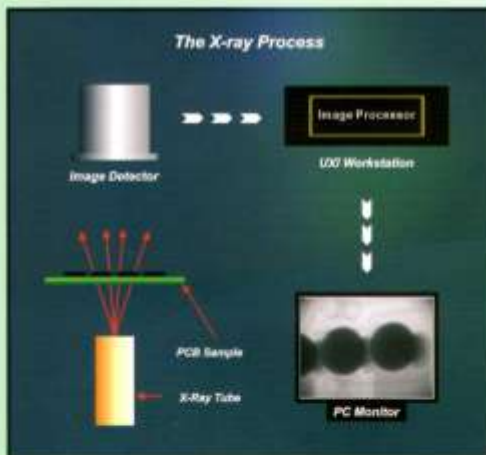 The X-ray Process
Image Detector
Image Processor
UXI Workstation
PCB Sample
X-Ray Tube
PC Monitor